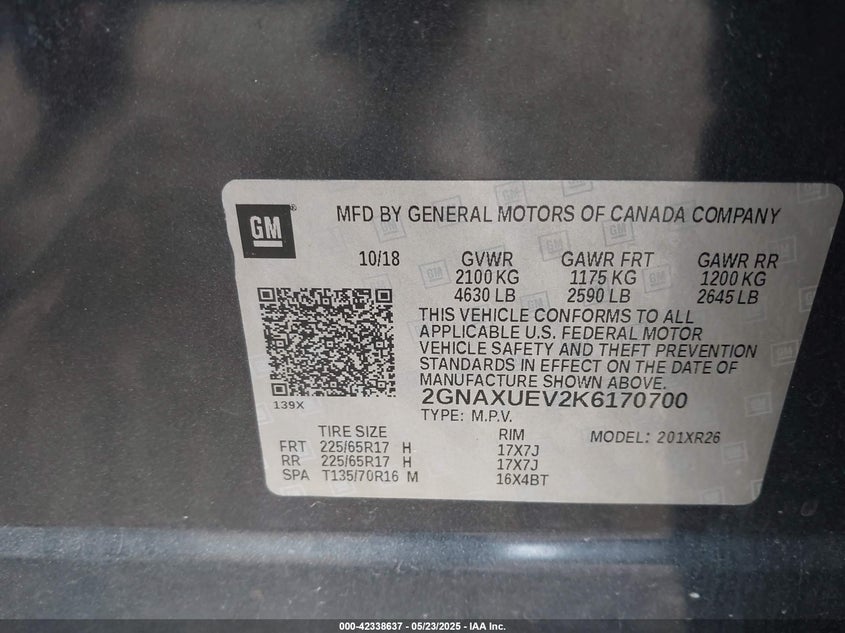 GM®
MFD BY GENERAL MOTORS OF CANADA COMPANY
10/18 GVWR GAWR FRT GAWR RR
2100 KG 1175 KG 1200 KG
4630 LB 2590 LB 2645 LB
THIS VEHICLE CONFORMS TO ALL
APPLICABLE U.S. FEDERAL MOTOR
VEHICLE SAFETY AND THEFT PREVENTION
STANDARDS IN EFFECT ON THE DATE OF
MANUFACTURE SHOWN ABOVE.
2GNAXUEV2K6170700
139X
TYPE: M.P.V.
TIRE SIZE RIM MODEL: 201XR26
FRT 225/65R17 H 17X7J
RR 225/65R17 H 17X7J
SPA T135/70R16 M 16X4BT
000-42338637 - 05/23/2025 - IAA Inc.